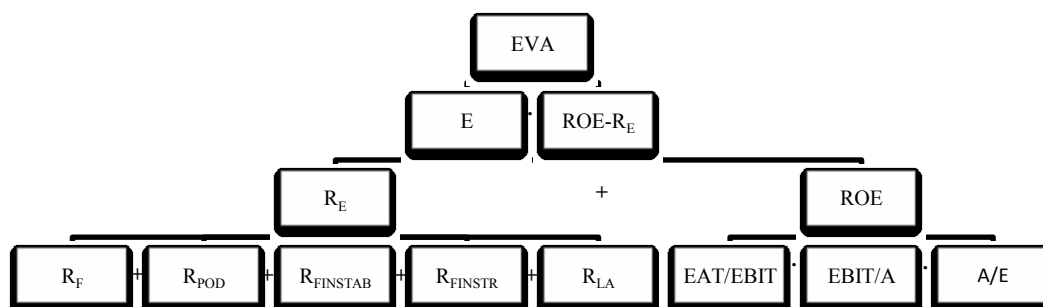 EVA
E · ROE-R_E
R_E + ROE
R_F + R_POD + R_FINSTAB + R_FINSTR + R_LA EAT/EBIT · EBIT/A · A/E